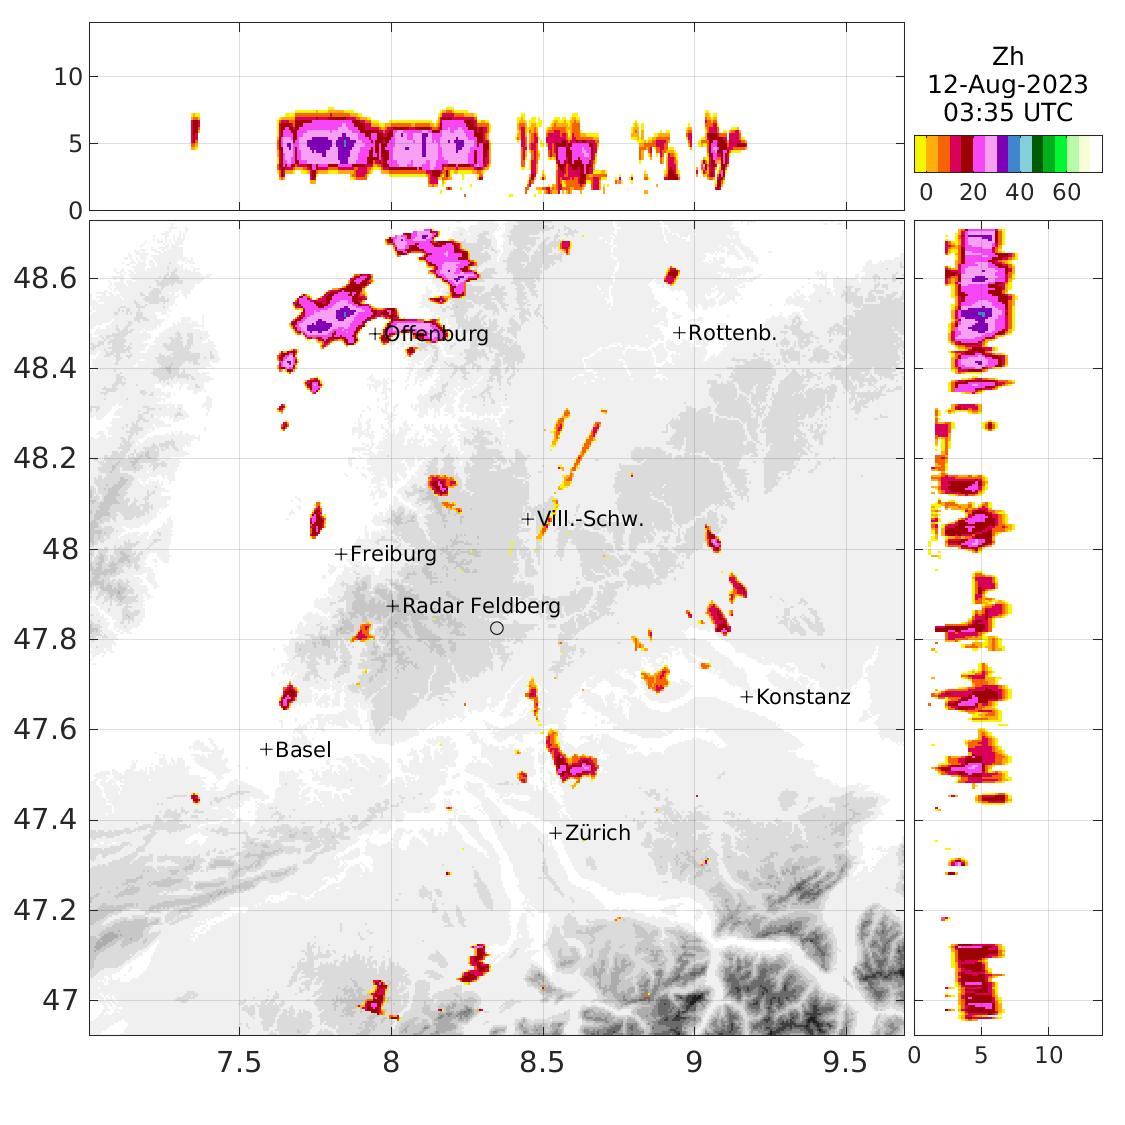 10
5
0
Zh
12-Aug-2023
03:35 UTC
0 20 40 60
48.6
48.4
48.2
48
47.8
47.6
47.4
47.2
47
Offenburg
Rottenb.
Vill.-Schw.
Freiburg
Radar Feldberg
Konstanz
Basel
Zürich
7.5 8 8.5 9 9.5
0 5 10